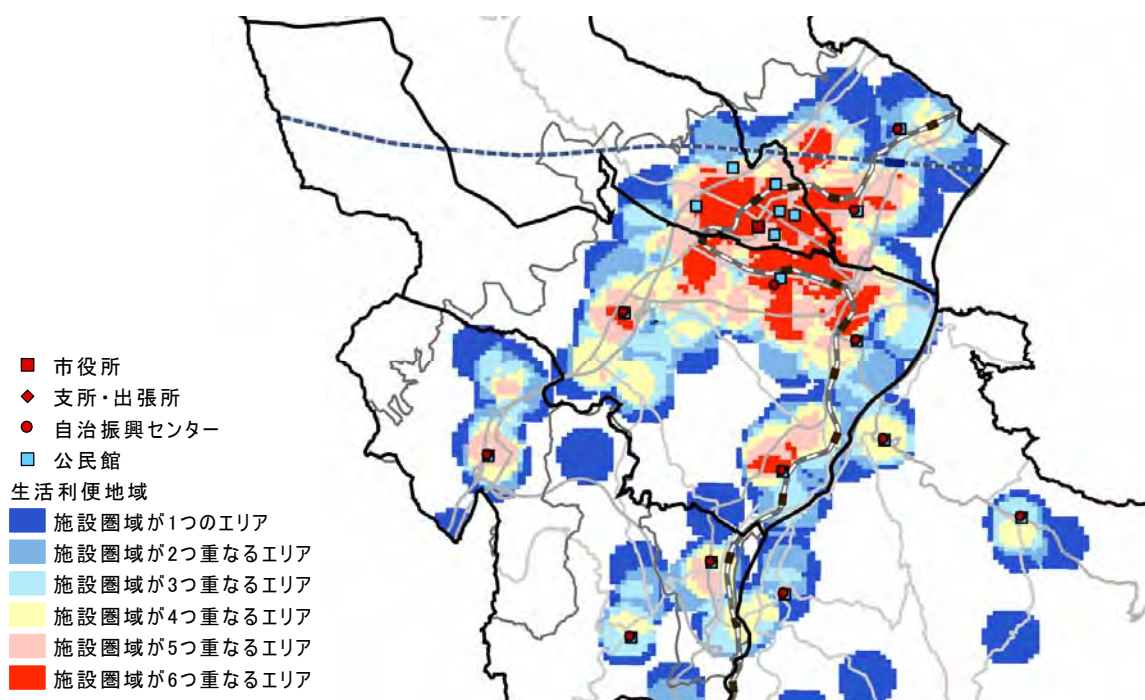 市役所
支所・出張所
自治振興センター
公民館
生活利便地域
施設圏域が1つのエリア
施設圏域が2つ重なるエリア
施設圏域が3つ重なるエリア
施設圏域が4つ重なるエリア
施設圏域が5つ重なるエリア
施設圏域が6つ重なるエリア